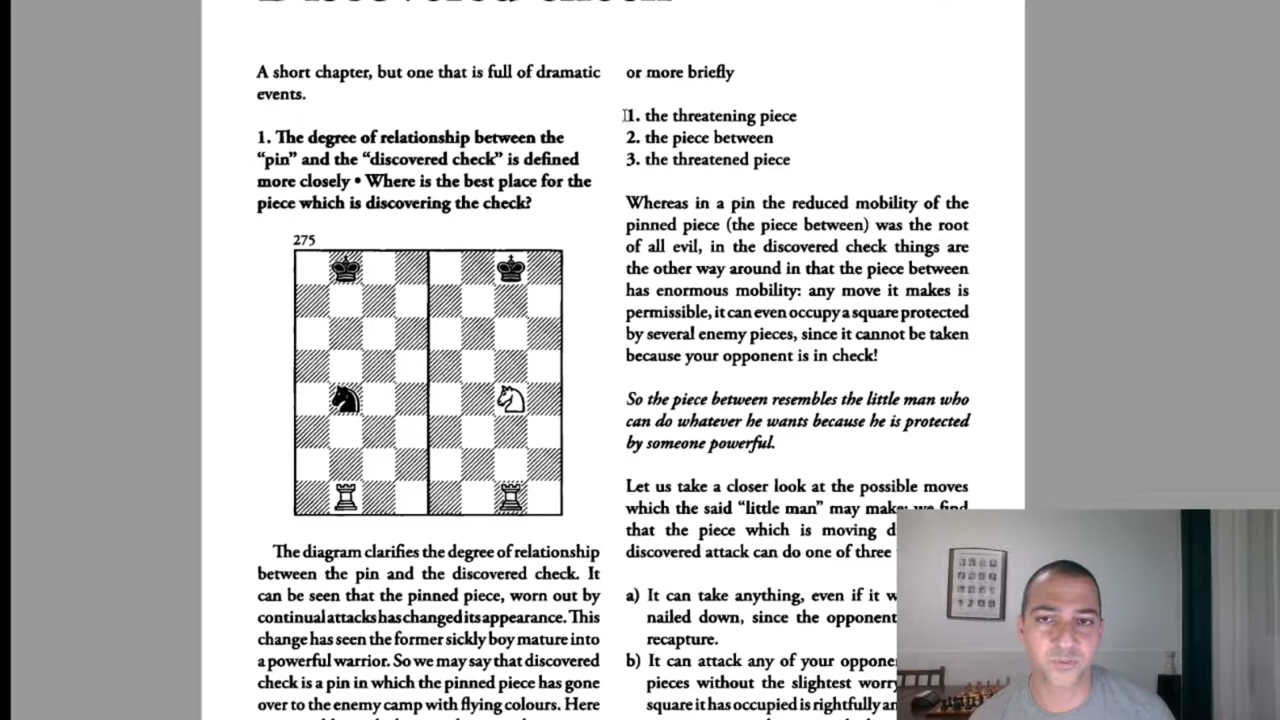 A short chapter, but one that is full of dramatic
events.
1. The degree of relationship between the
“pin” and the “discovered check” is defined
more closely • Where is the best place for the
piece which is discovering the check?
275
The diagram clarifies the degree of relationship
between the pin and the discovered check. It
can be seen that the pinned piece, worn out by
continual attacks has changed its appearance. This
change has seen the former sickly boy mature into
a powerful warrior. So we may say that discovered
check is a pin in which the pinned piece has gone
over to the enemy camp with flying colours. Here
or more briefly
1. the threatening piece
2. the piece between
3. the threatened piece
Whereas in a pin the reduced mobility of the
pinned piece (the piece between) was the root
of all evil, in the discovered check things are
the other way around in that the piece between
has enormous mobility: any move it makes is
permissible, it can even occupy a square protected
by several enemy pieces, since it cannot be taken
because your opponent is in check!
So the piece between resembles the little man who
can do whatever he wants because he is protected
by someone powerful.
Let us take a closer look at the possible moves
which the said “little man” may make: we find
that the piece which is moving
discovered attack can do one of three
a) It can take anything, even if it
nailed down, since the opponent
recapture.
b) It can attack any of your
pieces without the slightest
square it has occupied is rightfully